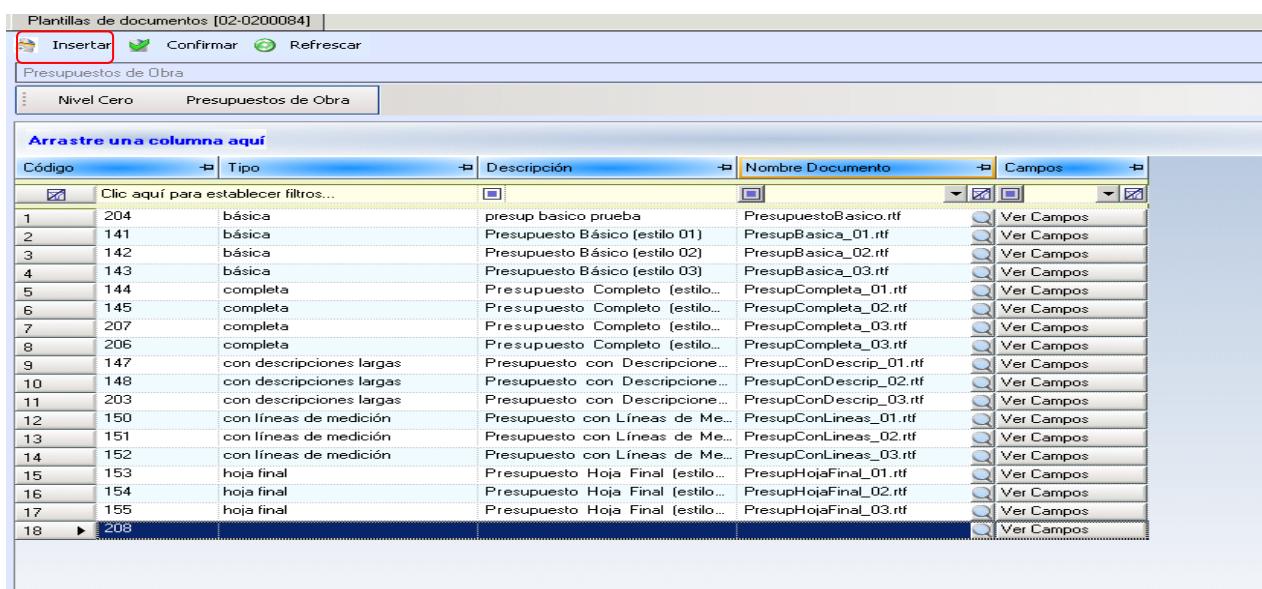 Plantillas de documentos [02-0200084]
Insertar Confirmar Refrescar
Presupuestos de Obra
Nivel Cero Presupuestos de Obra
Arrastre una columna aquí
Código Tipo Descripción Nombre Documento Campos
Clic aquí para establecer filtros...
1 204 básica presup basico prueba PresupuestoBasico.rtf Ver Campos
2 141 básica Presupuesto Básico (estilo 01) PresupBasica_01.rtf Ver Campos
3 142 básica Presupuesto Básico (estilo 02) PresupBasica_02.rtf Ver Campos
4 143 básica Presupuesto Básico (estilo 03) PresupBasica_03.rtf Ver Campos
5 144 completa Presupuesto Completo (estilo... PresupCompleta_01.rtf Ver Campos
6 145 completa Presupuesto Completo (estilo... PresupCompleta_02.rtf Ver Campos
7 207 completa Presupuesto Completo (estilo... PresupCompleta_03.rtf Ver Campos
8 206 completa Presupuesto Completo (estilo... PresupCompleta_03.rtf Ver Campos
9 147 con descripciones largas Presupuesto con Descripcione... PresupConDescrip_01.rtf Ver Campos
10 148 con descripciones largas Presupuesto con Descripcione... PresupConDescrip_02.rtf Ver Campos
11 203 con descripciones largas Presupuesto con Descripcione... PresupConDescrip_03.rtf Ver Campos
12 150 con líneas de medición Presupuesto con Líneas de Me... PresupConLineas_01.rtf Ver Campos
13 151 con líneas de medición Presupuesto con Líneas de Me... PresupConLineas_02.rtf Ver Campos
14 152 con líneas de medición Presupuesto con Líneas de Me... PresupConLineas_03.rtf Ver Campos
15 153 hoja final Presupuesto Hoja Final (estilo... PresupHojaFinal_01.rtf Ver Campos
16 154 hoja final Presupuesto Hoja Final (estilo... PresupHojaFinal_02.rtf Ver Campos
17 155 hoja final Presupuesto Hoja Final (estilo... PresupHojaFinal_03.rtf Ver Campos
18 208 Ver Campos